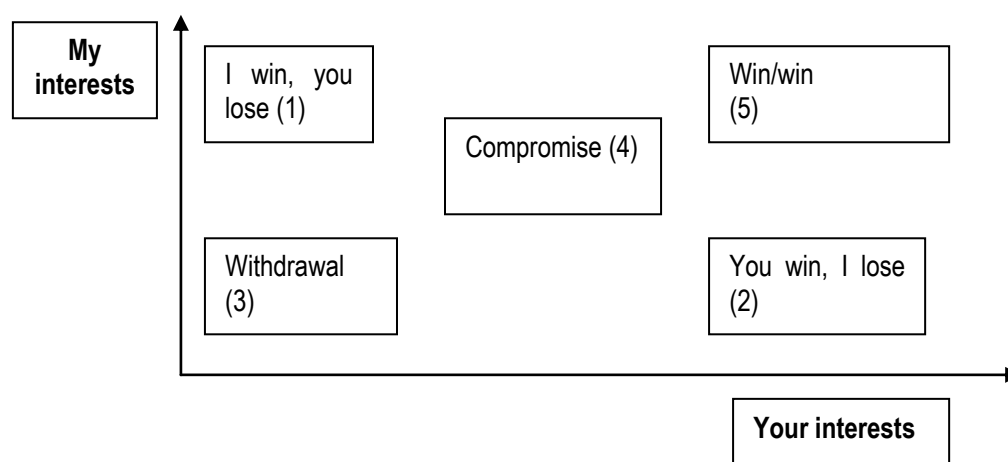 My
interests
I win, you
lose (1)
Win/win
(5)
Compromise (4)
Withdrawal
(3)
You win, I lose
(2)
Your interests